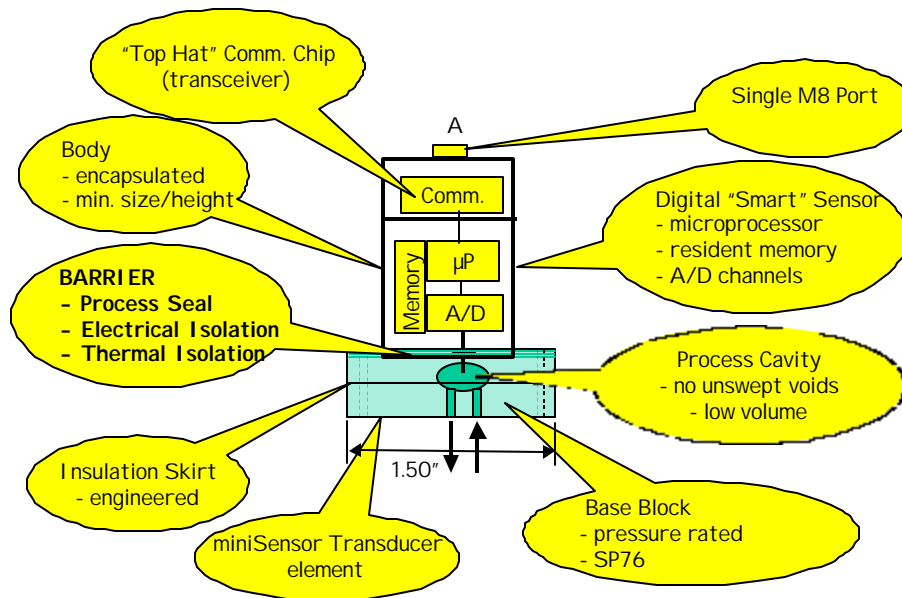 “Top Hat” Comm. Chip
(transceiver)
Single M8 Port
A
Body
- encapsulated
- min. size/height
Comm.
Digital “Smart” Sensor
- microprocessor
- resident memory
- A/D channels
Memory
µP
A/D
BARRIER
- Process Seal
- Electrical Isolation
- Thermal Isolation
Process Cavity
- no unswept voids
- low volume
Insulation Skirt
- engineered
1.50”
miniSensor Transducer
element
Base Block
- pressure rated
- SP76